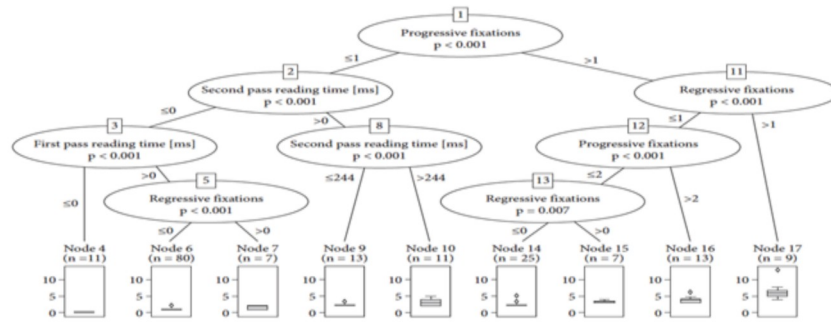 1
Progressive fixations
p < 0.001
≤1
>1
2
Second pass reading time [ms]
p < 0.001
11
Regressive fixations
p < 0.001
≤0
>0
≤1
>1
3
First pass reading time [ms]
p < 0.001
8
Second pass reading time [ms]
p < 0.001
12
Progressive fixations
p < 0.001
≤0
>0
≤244
>244
≤2
>2
5
Regressive fixations
p < 0.001
13
Regressive fixations
p = 0.007
≤0
>0
≤0
>0
Node 4
(n =11)
Node 6
(n = 80)
Node 7
(n = 7)
Node 9
(n = 13)
Node 10
(n = 11)
Node 14
(n = 25)
Node 15
(n = 7)
Node 16
(n = 13)
Node 17
(n = 9)
10 10 10 10 10 10 10 10 10
5 5 5 5 5 5 5 5 5
0 0 0 0 0 0 0 0 0